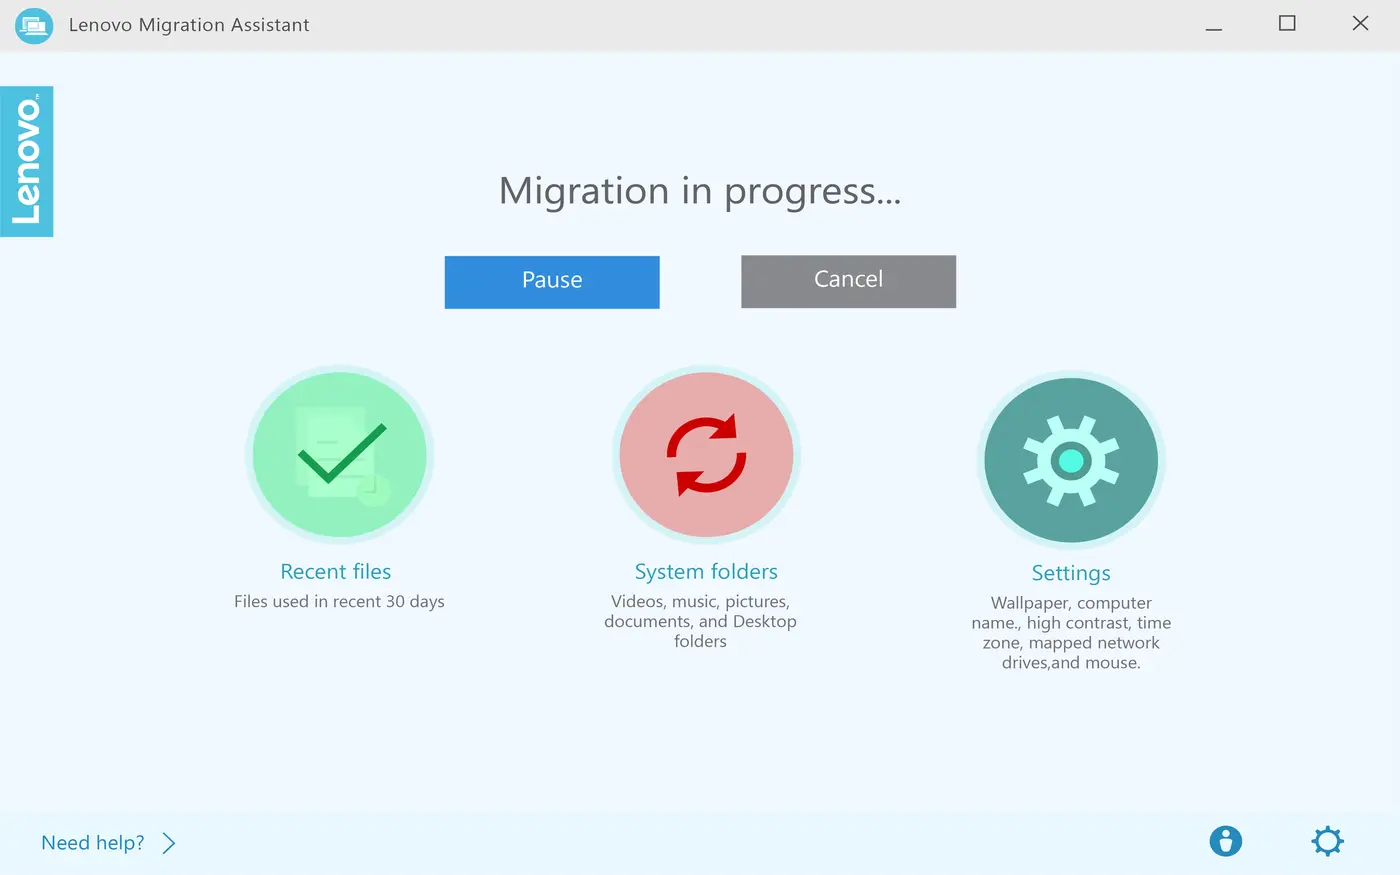 Lenovo Migration Assistant
Lenovo™
Migration in progress...
Pause
Cancel
Recent files
Files used in recent 30 days
System folders
Videos, music, pictures,
documents, and Desktop
folders
Settings
Wallpaper, computer
name., high contrast, time
zone, mapped network
drives,and mouse.
Need help?